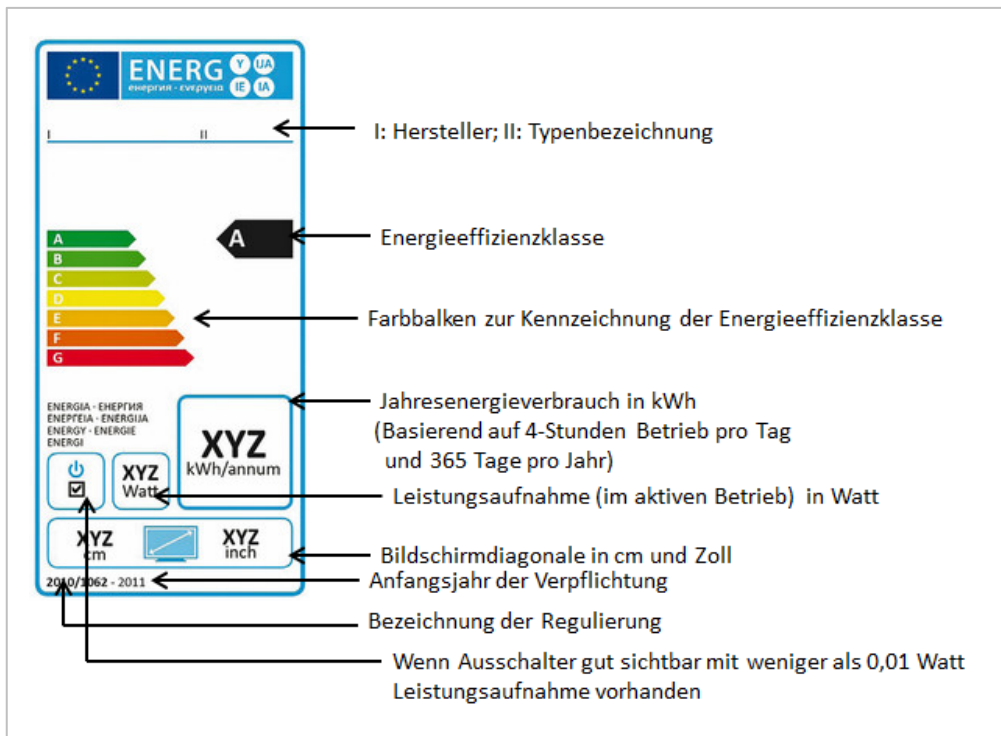 ENERG Y UA
енергия · ενεργεια IE IA
I II
I: Hersteller; II: Typenbezeichnung
A
A
Energieeffizienzklasse
B
C
D
E
Farbbalken zur Kennzeichnung der Energieeffizienzklasse
F
G
ENERGIA · ЕНЕРГИЯ
ΕΝΕΡΓΕΙΑ · ENERGIJA
ENERGY · ENERGIE
ENERGI
XYZ
kWh/annum
Jahresenergieverbrauch in kWh
(Basierend auf 4-Stunden Betrieb pro Tag
und 365 Tage pro Jahr)
XYZ
Watt
Leistungsaufnahme (im aktiven Betrieb) in Watt
XYZ
cm
XYZ
inch
Bildschirmdiagonale in cm und Zoll
2010/1062 - 2011
Anfangsjahr der Verpflichtung
Bezeichnung der Regulierung
Wenn Ausschalter gut sichtbar mit weniger als 0,01 Watt
Leistungsaufnahme vorhanden